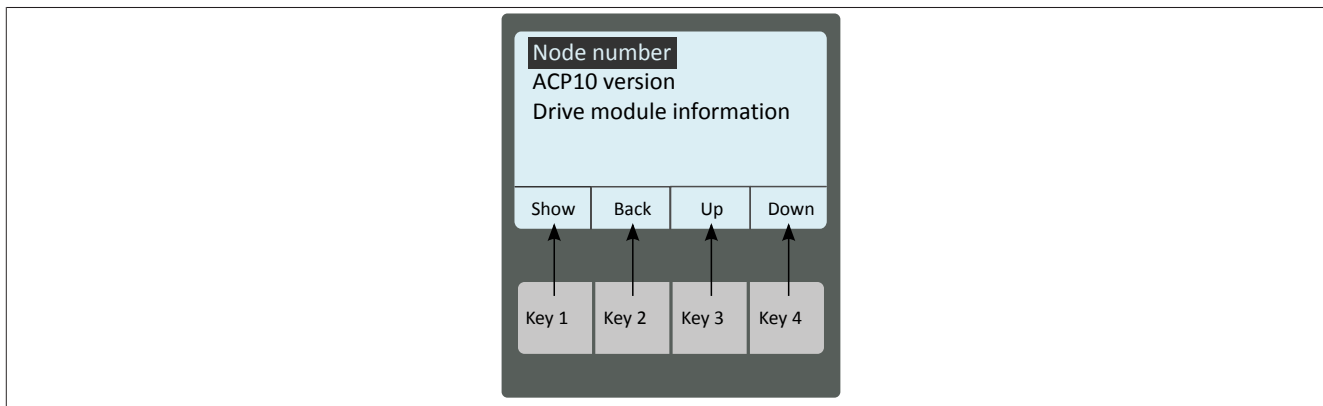 Node number
ACP10 version
Drive module information
Show Back Up Down
Key 1 Key 2 Key 3 Key 4